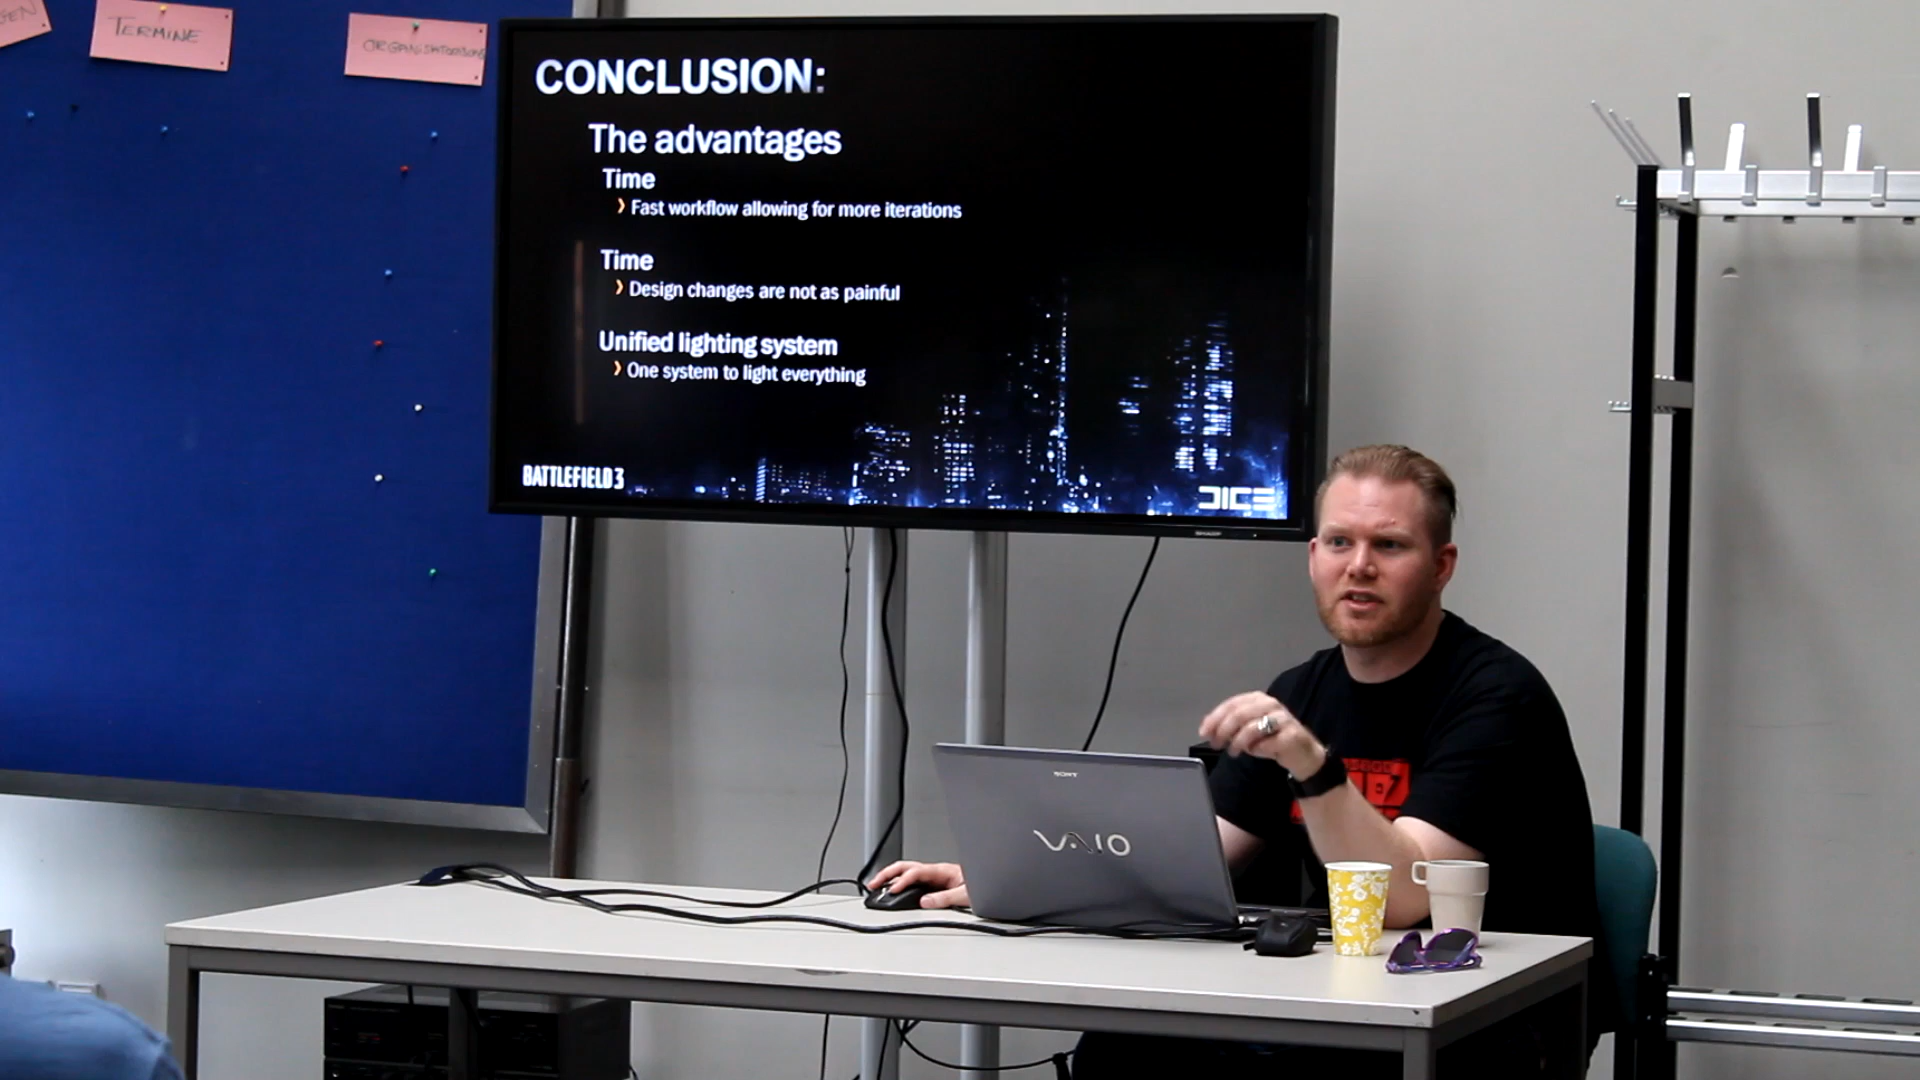 TERMINE
CONCLUSION:
The advantages
Time
› Fast workflow allowing for more iterations
Time
› Design changes are not as painful
Unified lighting system
› One system to light everything
BATTLEFIELD 3
DICE
SHARP
SONY
VAIO